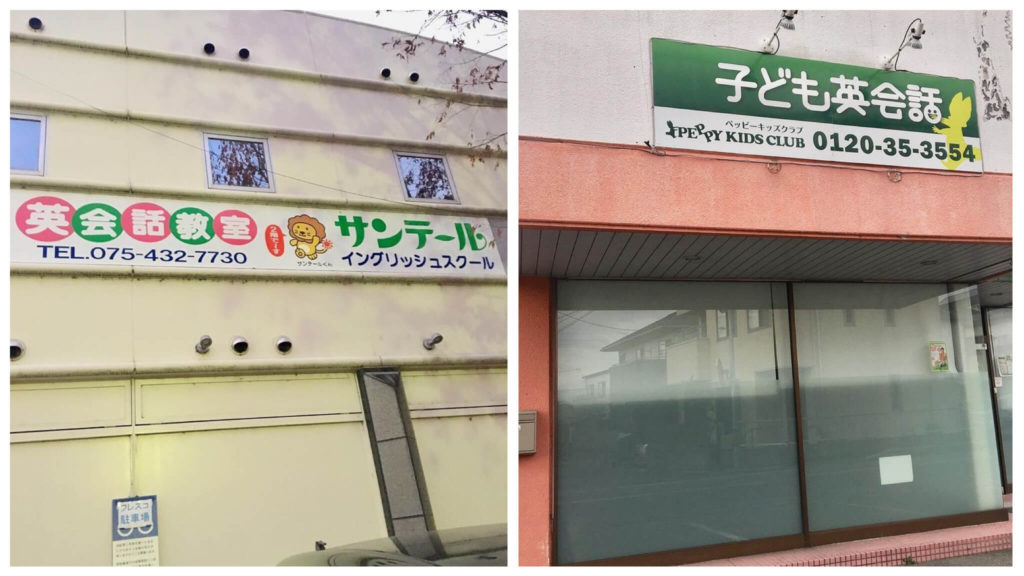 英会話教室
TEL.075-432-7730
2階で〜す
サンテールくん
サンテール
イングリッシュスクール
フレスコ
駐車場
子ども英会話
ペッピーキッズクラブ
PEPPY KIDS CLUB
0120-35-3554